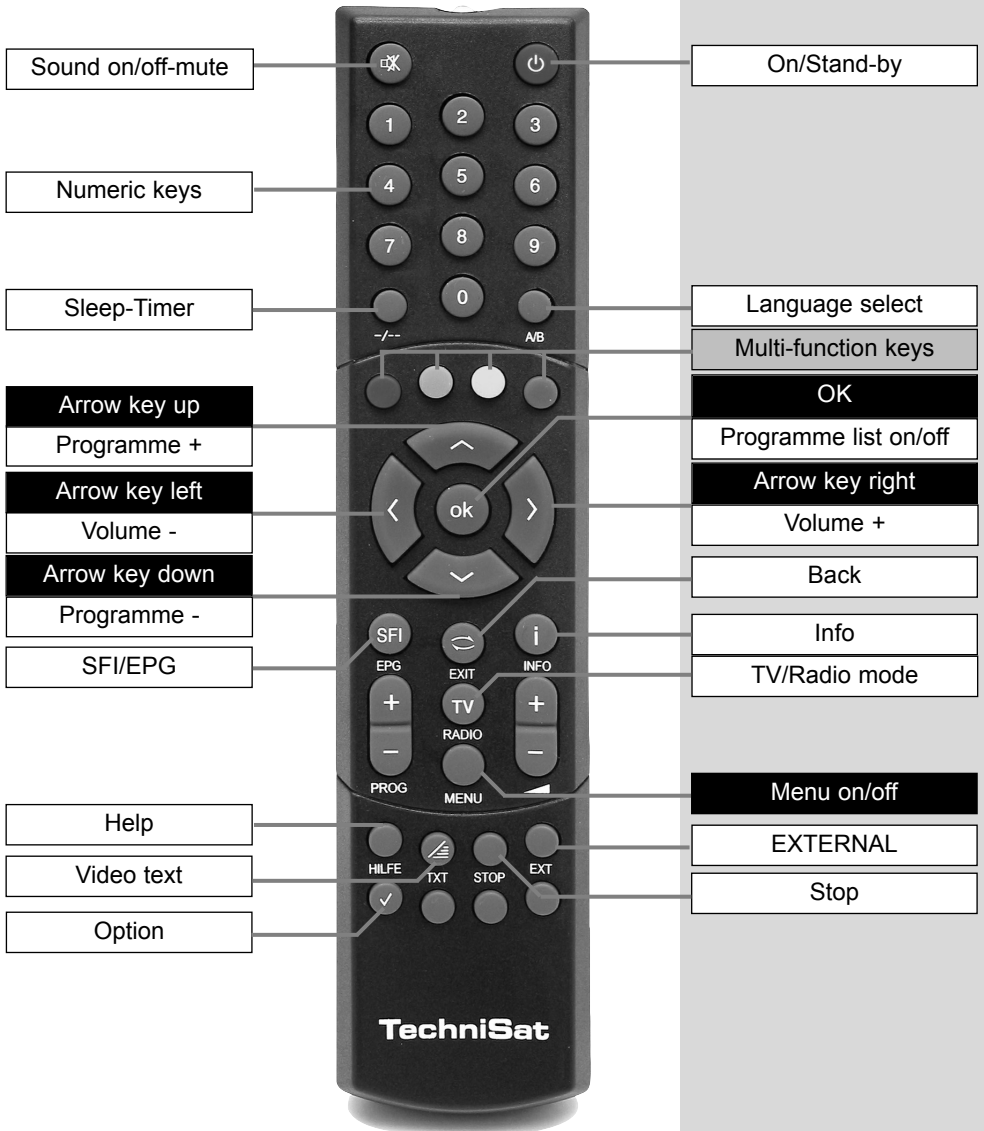 Sound on/off-mute
On/Stand-by
1
2
3
Numeric keys
4
5
6
7
8
9
Sleep-Timer
0
Language select
-/--
A/B
Multi-function keys
Arrow key up
OK
Programme +
Programme list on/off
Arrow key left
ok
Arrow key right
Volume -
Volume +
Arrow key down
Back
Programme -
SFI
i
Info
SFI/EPG
EPG
EXIT
INFO
TV/Radio mode
+
TV
+
RADIO
-
-
PROG
MENU
Menu on/off
Help
EXTERNAL
HILFE
TXT
STOP
EXT
Video text
Stop
Option
TechniSat